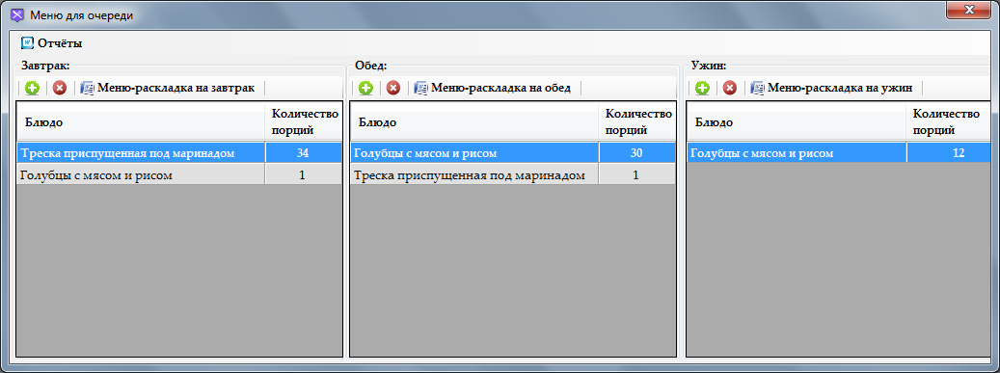 Меню для очереди
Отчёты
Завтрак:
Меню-раскладка на завтрак
Блюдо
Количество
порций
Треска приспущенная под маринадом 34
Голубцы с мясом и рисом 1
Обед:
Меню-раскладка на обед
Блюдо
Количество
порций
Голубцы с мясом и рисом 30
Треска приспущенная под маринадом 1
Ужин:
Меню-раскладка на ужин
Блюдо
Количество
порций
Голубцы с мясом и рисом 12